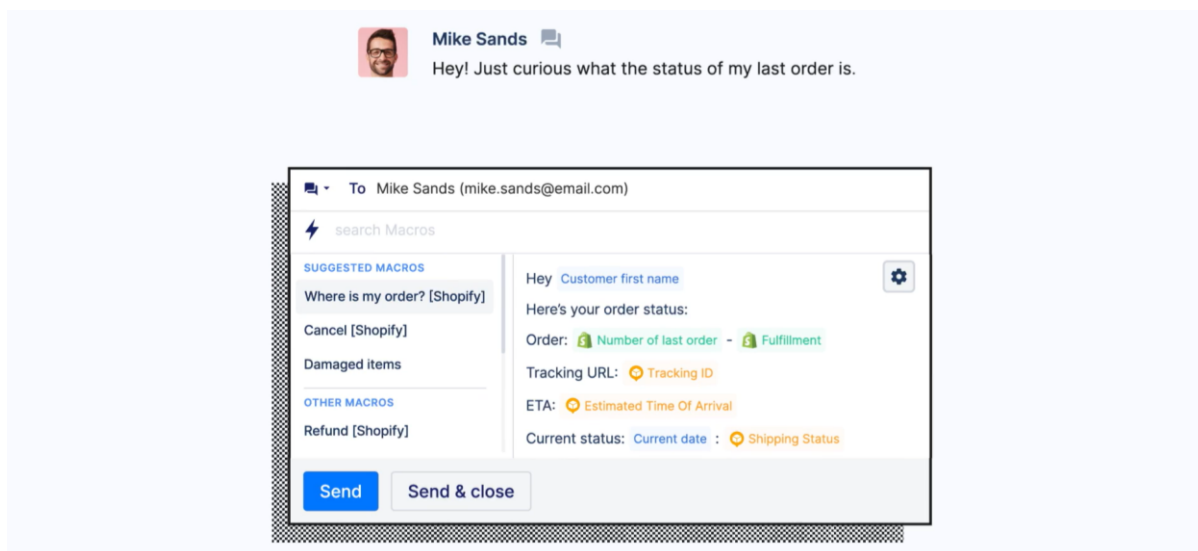 Mike Sands
Hey! Just curious what the status of my last order is.
To Mike Sands (mike.sands@email.com)
search Macros
SUGGESTED MACROS
Where is my order? [Shopify]
Cancel [Shopify]
Damaged items
OTHER MACROS
Refund [Shopify]
Hey Customer first name
Here's your order status:
Order: Number of last order - Fulfillment
Tracking URL: Tracking ID
ETA: Estimated Time Of Arrival
Current status: Current date : Shipping Status
Send
Send & close